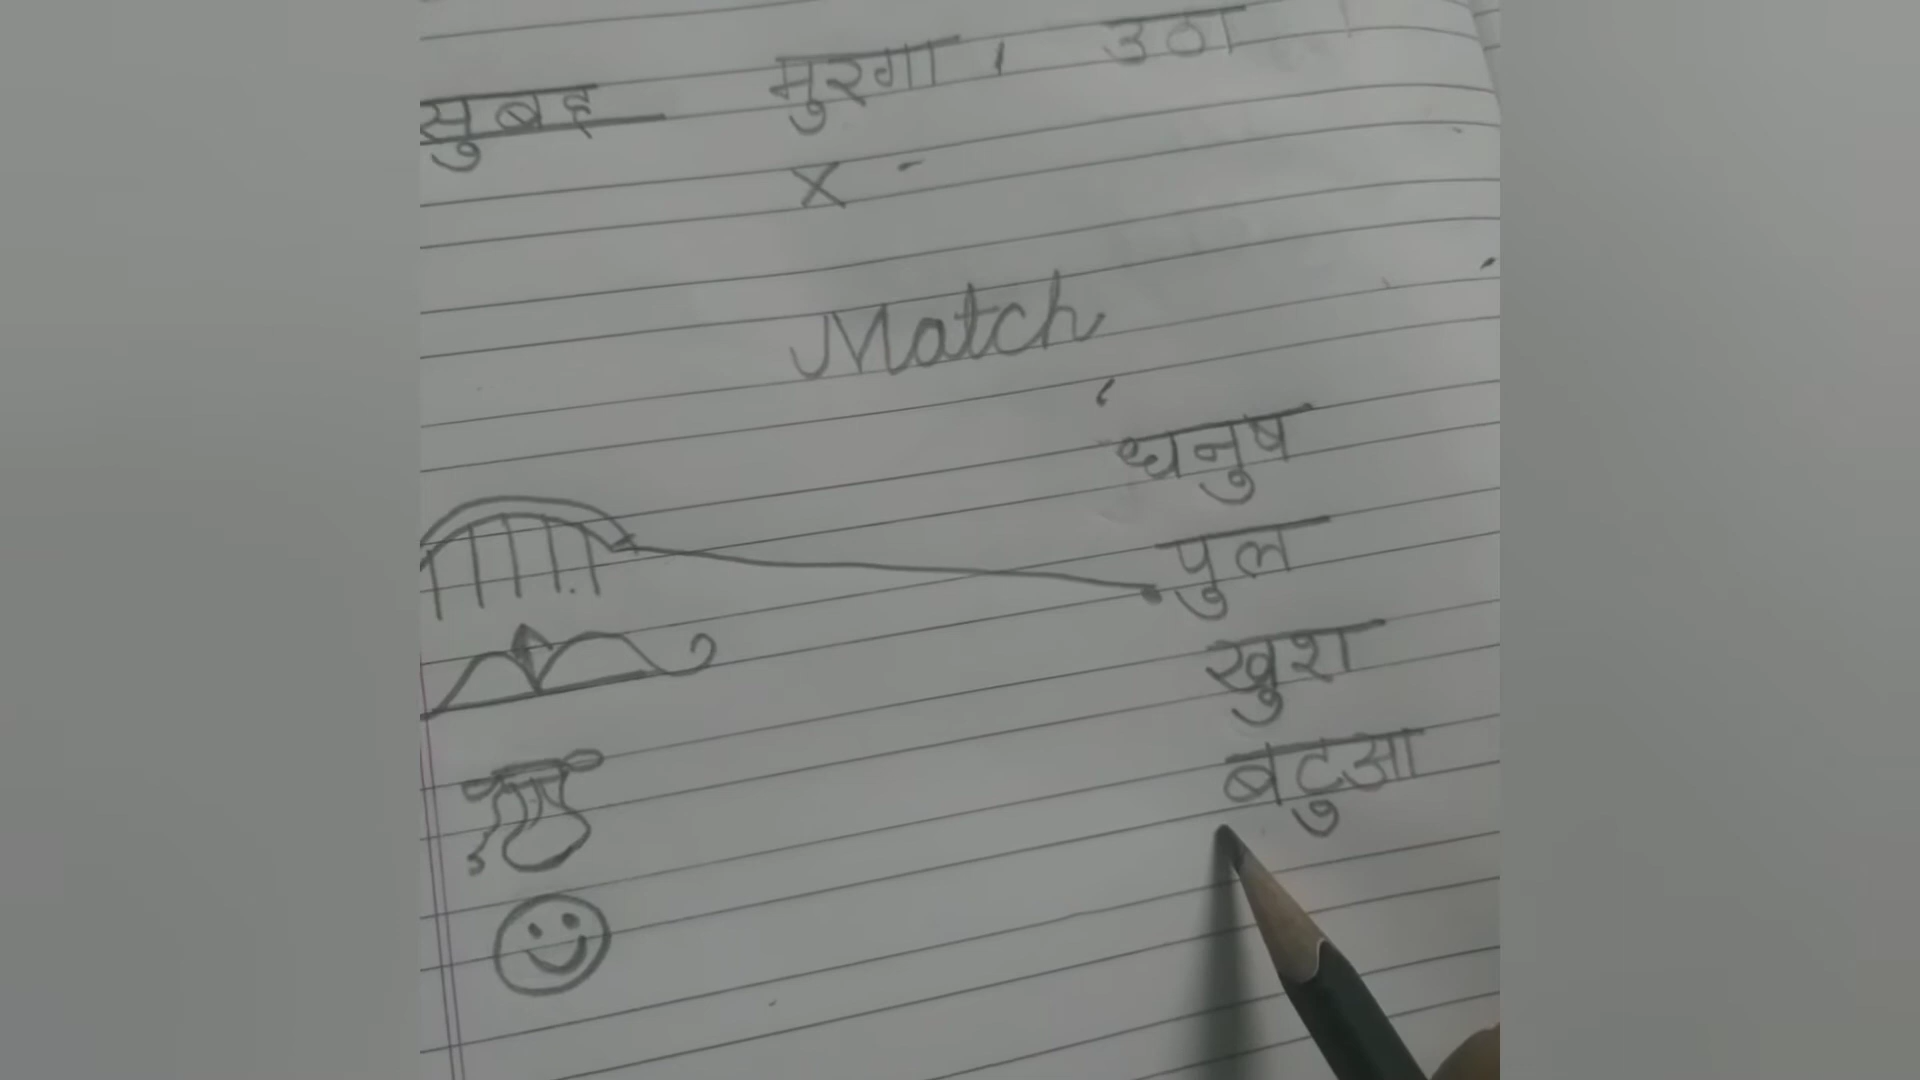 सुबह मुरगा । उठा
x
Match
धनुष
पुल
खुश
बटुआ